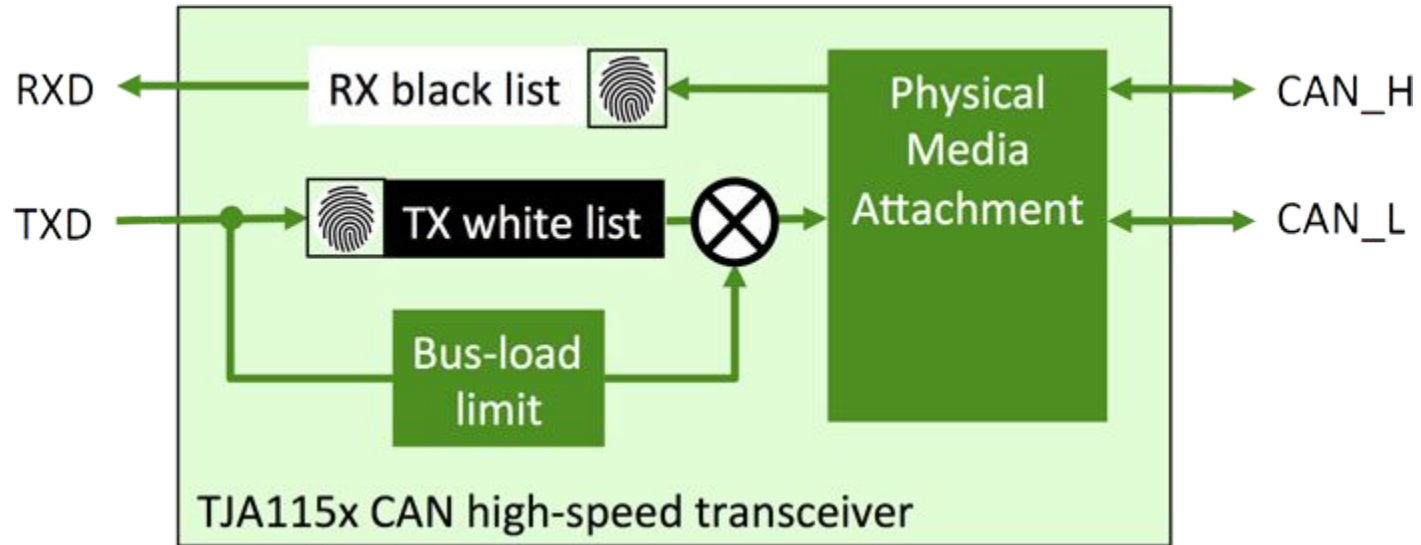 RXD
RX black list
Physical
Media
Attachment
CAN_H
TXD
TX white list
CAN_L
Bus-load
limit
TJA115x CAN high-speed transceiver